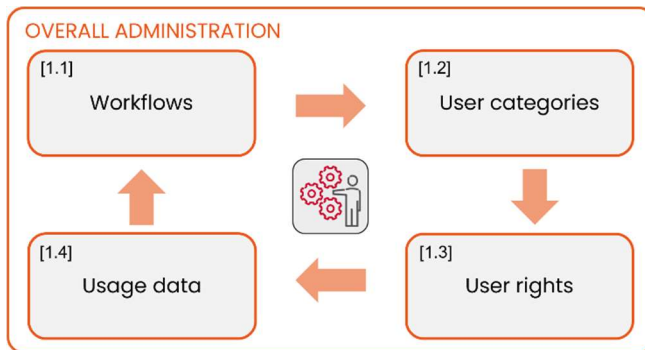 OVERALL ADMINISTRATION
[1.1]
Workflows
[1.2]
User categories
[1.4]
Usage data
[1.3]
User rights